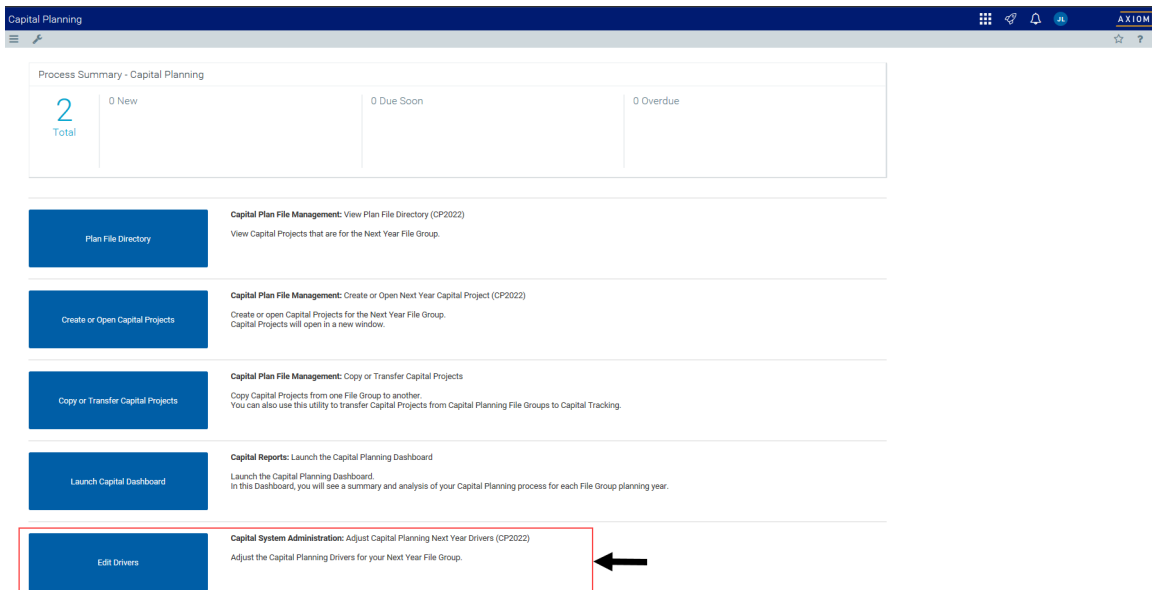 Capital Planning
JL
AXIOM
?
Process Summary - Capital Planning
2
Total
0 New
0 Due Soon
0 Overdue
Plan File Directory
Capital Plan File Management: View Plan File Directory (CP2022)
View Capital Projects that are for the Next Year File Group.
Create or Open Capital Projects
Capital Plan File Management: Create or Open Next Year Capital Project (CP2022)
Create or open Capital Projects for the Next Year File Group.
Capital Projects will open in a new window.
Copy or Transfer Capital Projects
Capital Plan File Management: Copy or Transfer Capital Projects
Copy Capital Projects from one File Group to another.
You can also use this utility to transfer Capital Projects from Capital Planning File Groups to Capital Tracking.
Launch Capital Dashboard
Capital Reports: Launch the Capital Planning Dashboard
Launch the Capital Planning Dashboard.
In this Dashboard, you will see a summary and analysis of your Capital Planning process for each File Group planning year.
Edit Drivers
Capital System Administration: Adjust Capital Planning Next Year Drivers (CP2022)
Adjust the Capital Planning Drivers for your Next Year File Group.